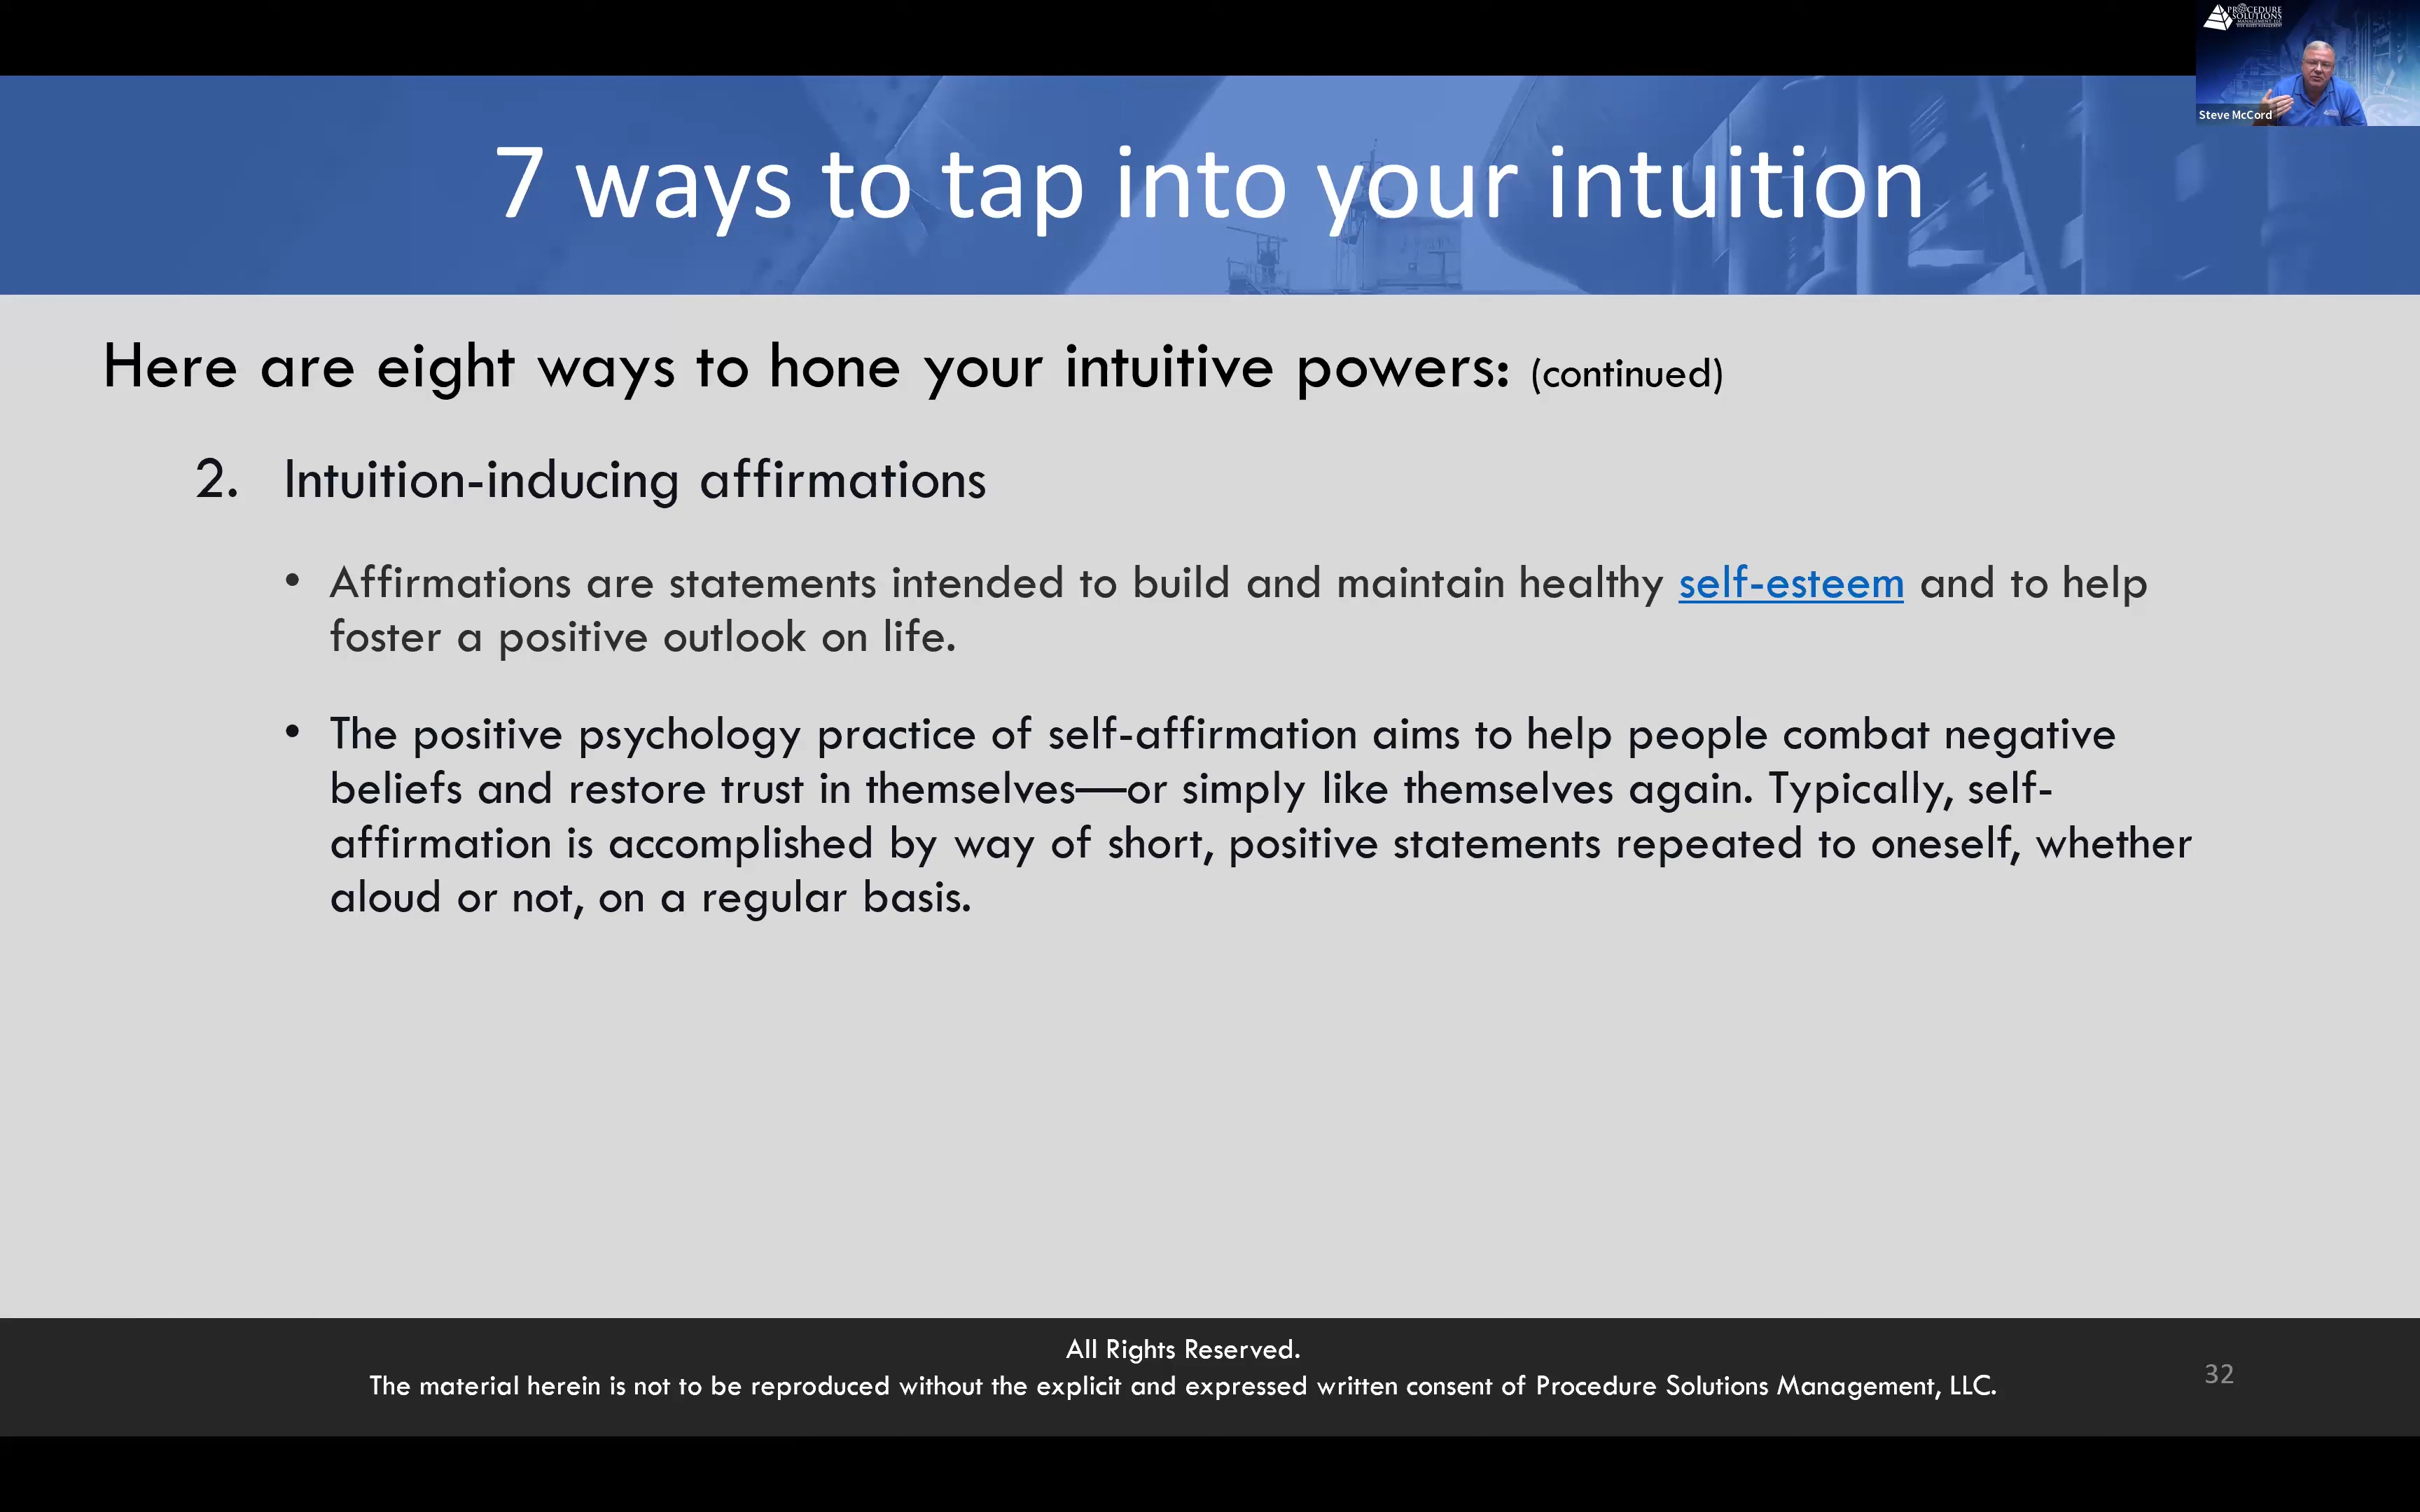 PROCEDURE
SOLUTIONS
MANAGEMENT, LLC
Steve McCord
7 ways to tap into your intuition
Here are eight ways to hone your intuitive powers: (continued)
2. Intuition-inducing affirmations
• Affirmations are statements intended to build and maintain healthy self-esteem and to help
foster a positive outlook on life.
• The positive psychology practice of self-affirmation aims to help people combat negative
beliefs and restore trust in themselves—or simply like themselves again. Typically, self-
affirmation is accomplished by way of short, positive statements repeated to oneself, whether
aloud or not, on a regular basis.
All Rights Reserved.
The material herein is not to be reproduced without the explicit and expressed written consent of Procedure Solutions Management, LLC.
32